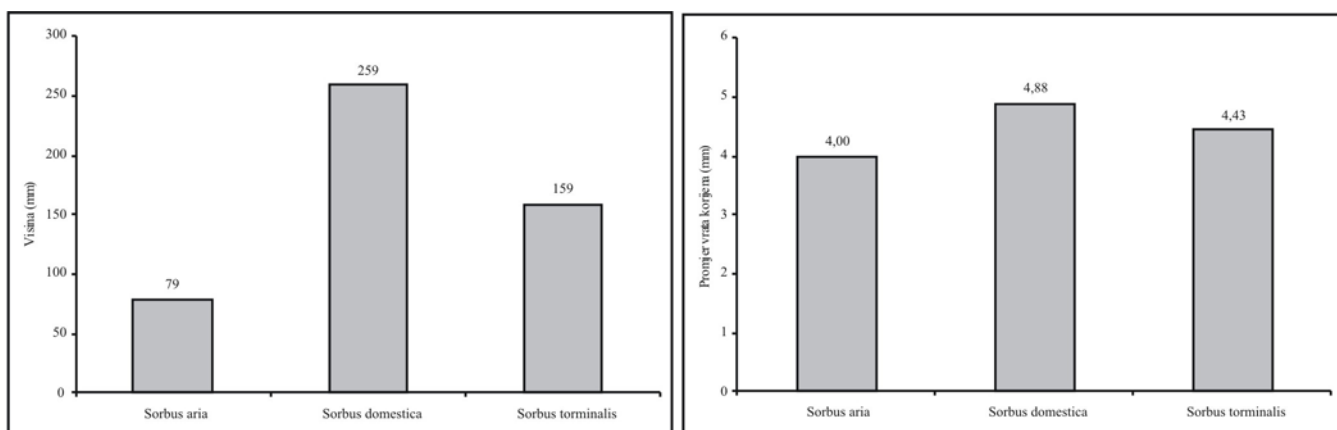 300
250
200
150
100
50
0
Visina (mm)
79
259
159
Sorbus aria
Sorbus domestica
Sorbus torminalis
6
5
4
3
2
1
0
Promjer vrata korijena (mm)
4,00
4,88
4,43
Sorbus aria
Sorbus domestica
Sorbus torminalis